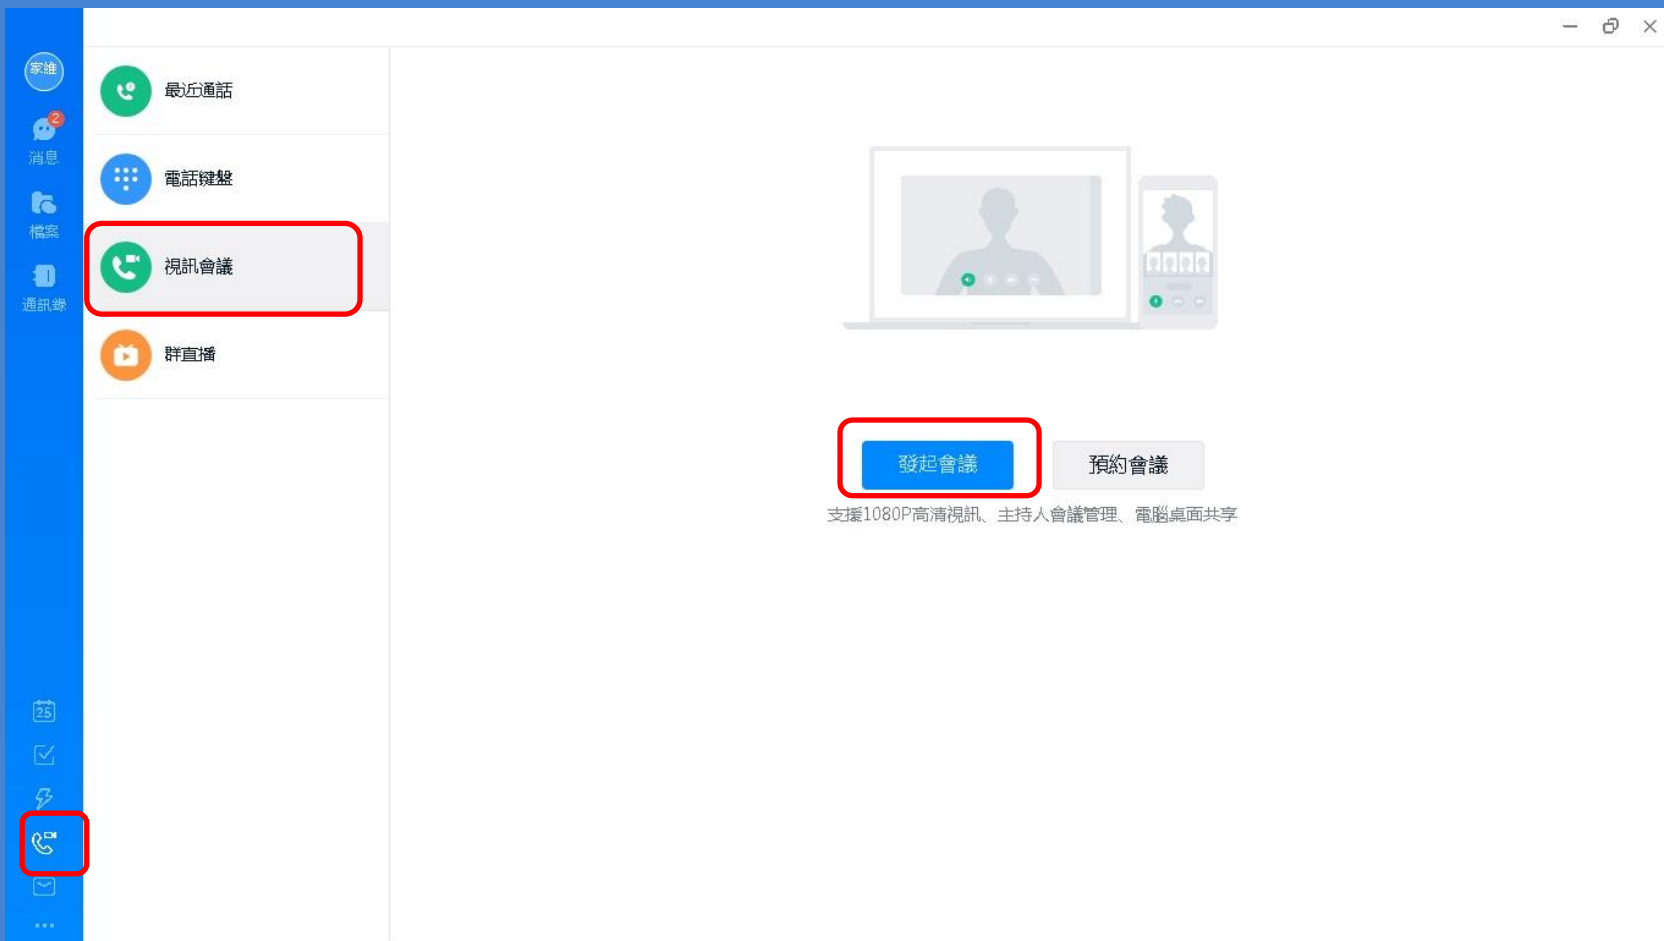 家維
2
消息
檔案
通訊錄
25
最近通話
電話鍵盤
視訊會議
群直播
發起會議
預約會議
支援1080P高清視訊、主持人會議管理、電腦桌面共享